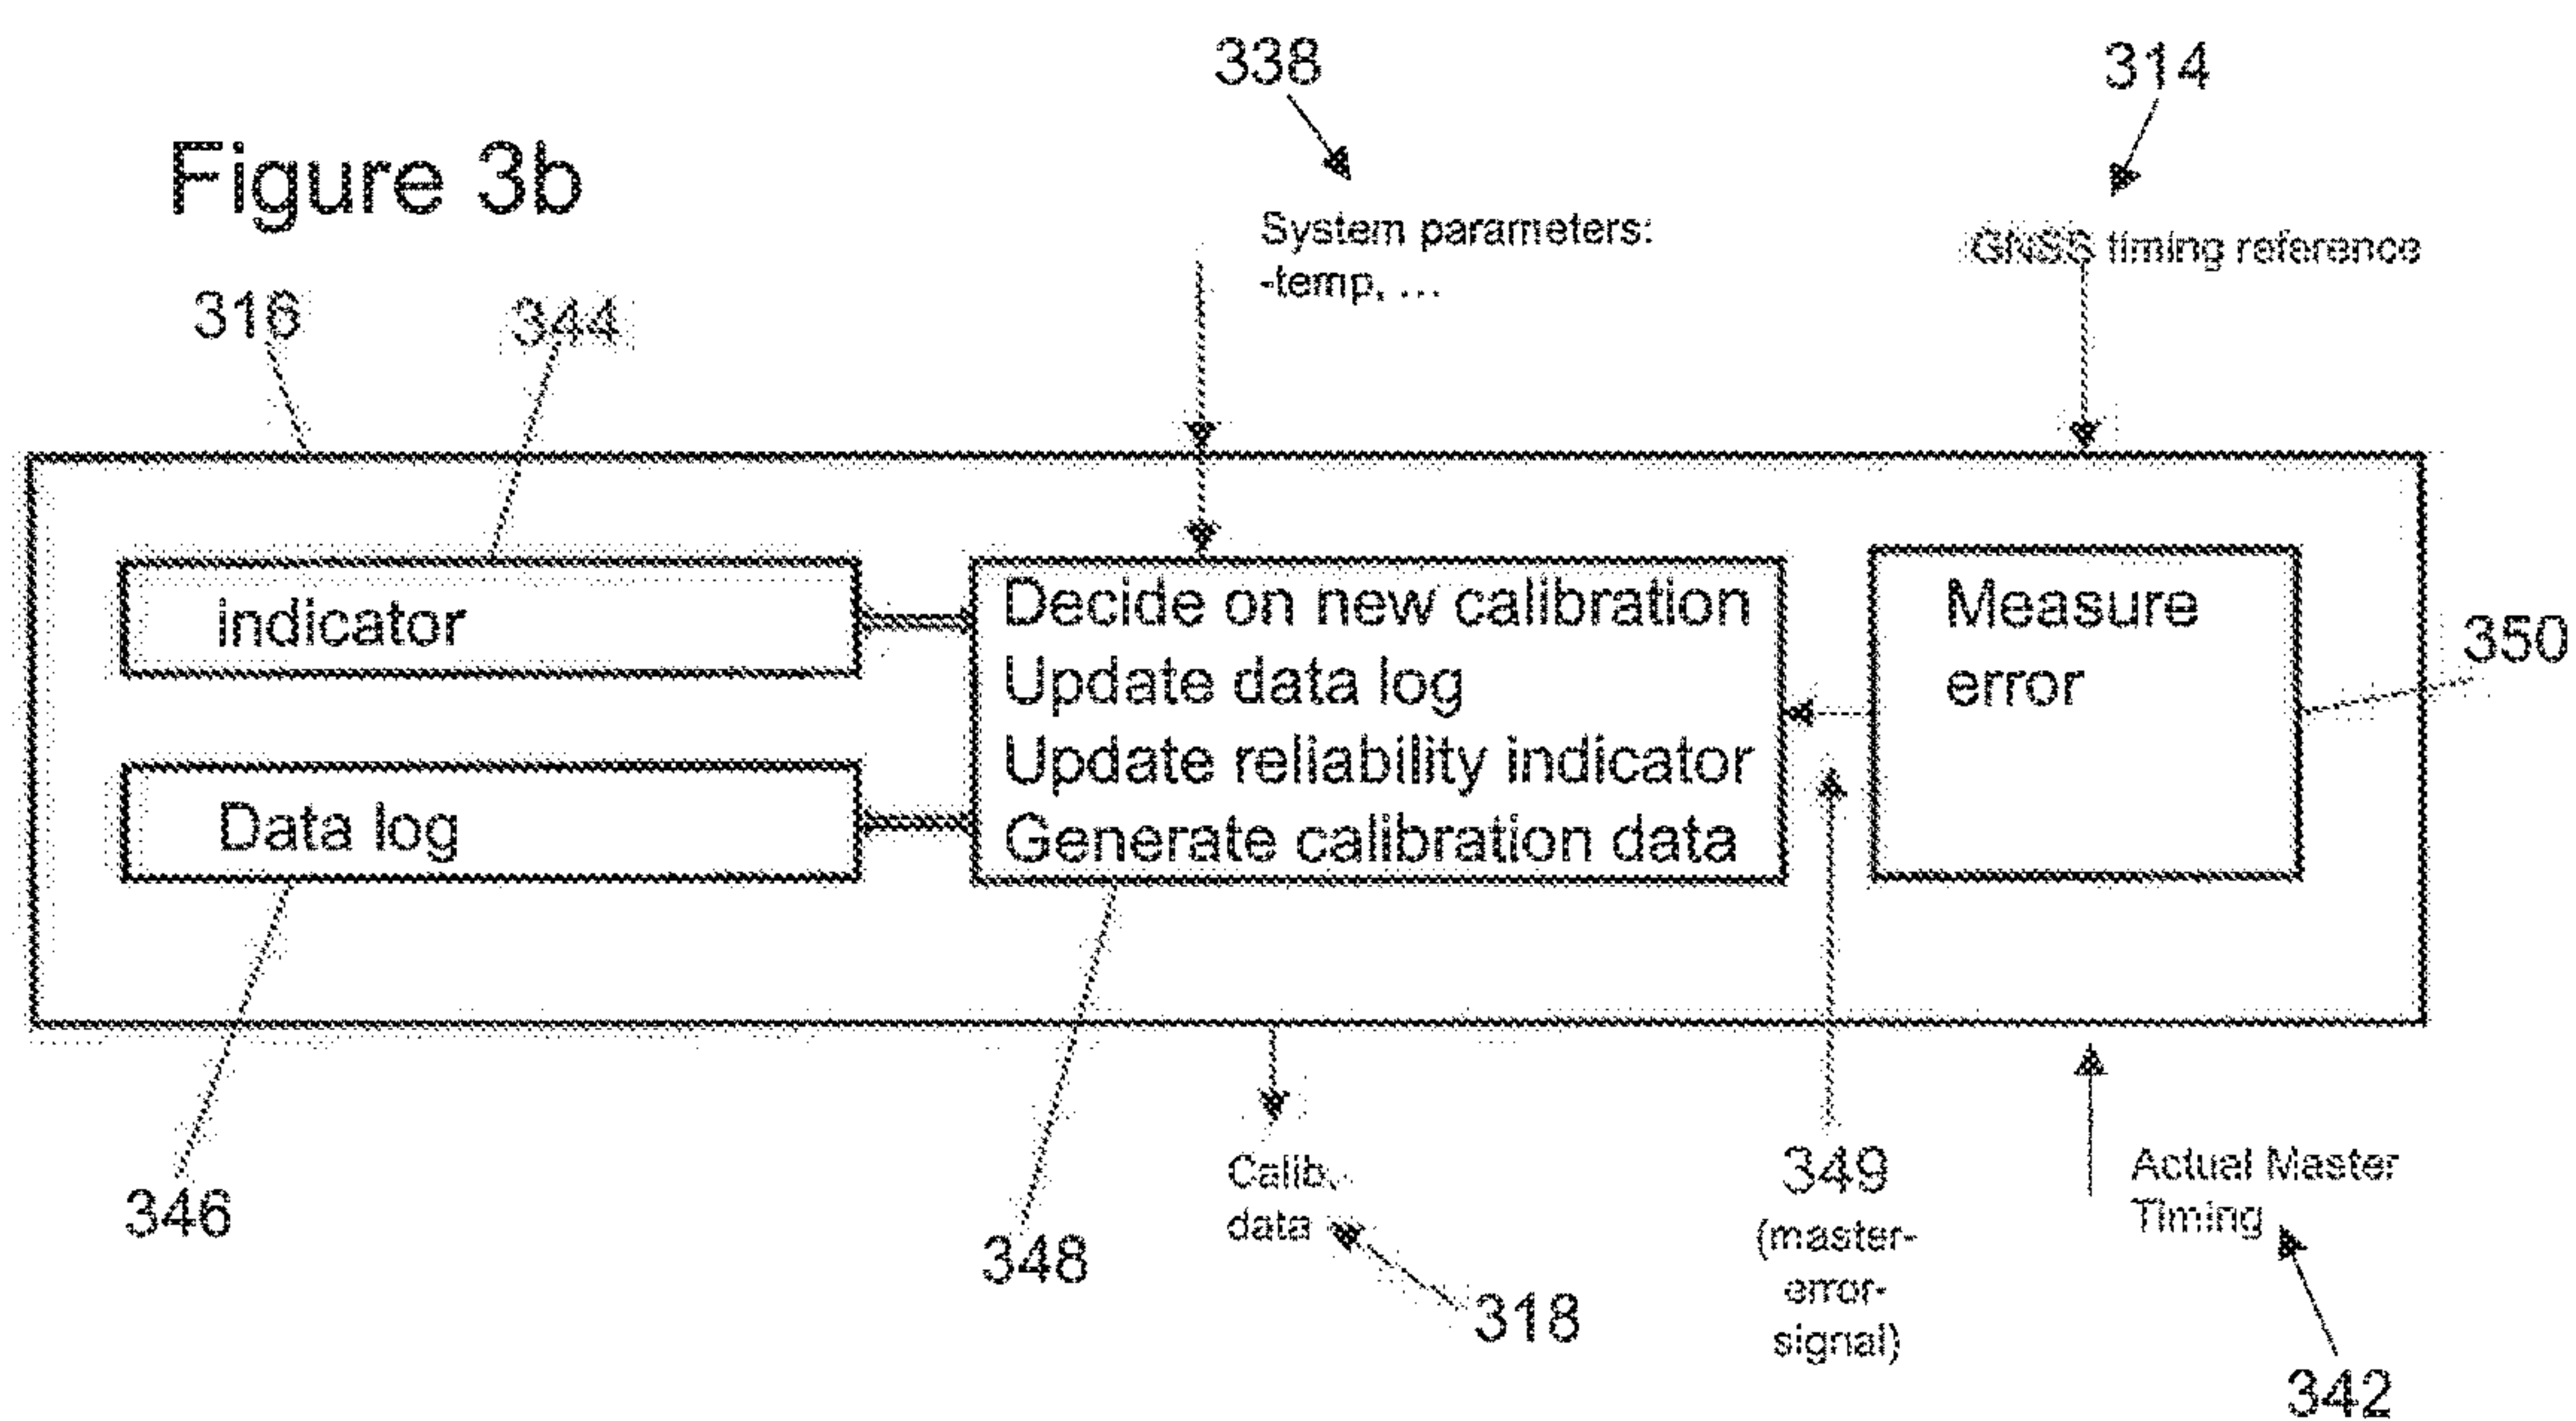 338
314
Figure 3b
System parameters:
-temp, ...
GNSS timing reference
316
344
indicator
Decide on new calibration
Update data log
Update reliability indicator
Generate calibration data
Measure
error
350
Data log
346
348
Calib.
data
318
349
(master-
error-
signal)
Actual Master
Timing
342